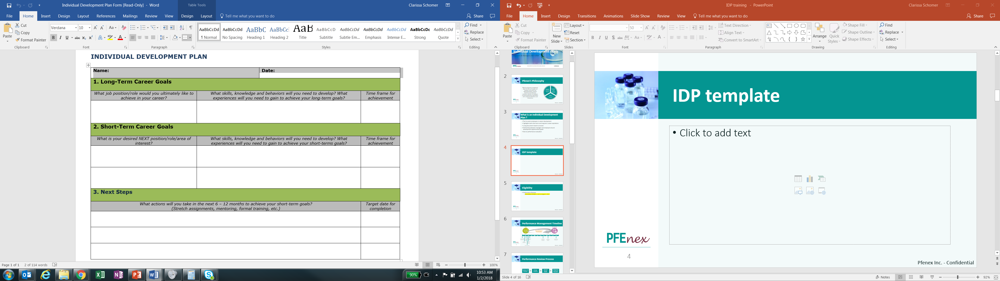 Individual Development Plan Form [Read-Only] - Word
Table Tools
Clarissa Schomer
File Home Insert Design Layout References Mailings Review View Design Layout Tell me what you want to do Share
Cut
Copy
Format Painter
Paste
Clipboard
Verdana 10
Font
Paragraph
AaBbCcDd AaBbCcDd AaBbC AaBbCc AaB AaBbCcD AaBbCcDd AaBbCcDd AaBbCcDd AaBbCcDc AaBbCcDd
¶ Normal No Spacing Heading 1 Heading 2 Title Subtitle Subtle Em... Emphasis Intense E... Strong Quote
Styles
Find
Replace
Select
Editing
INDIVIDUAL DEVELOPMENT PLAN
Name: Date:
1. Long-Term Career Goals
What job position/role would you ultimately like to achieve in your career?
What skills, knowledge and behaviors will you need to develop? What experiences will you need to gain to achieve your long-term goals?
Time frame for achievement
2. Short-Term Career Goals
What is your desired NEXT position/role/area of interest?
What skills, knowledge and behaviors will you need to develop? What experiences will you need to gain to achieve your short-terms goals?
Time frame for achievement
3. Next Steps
What actions will you take in the next 6 – 12 months to achieve your short-term goals?
(Stretch assignments, mentoring, formal training, etc.)
Target date for completion
Page 1 of 1 2 of 114 words
100%
90%
10:53 AM
1/2/2018
IDP training - PowerPoint
Clarissa Schomer
File Home Insert Design Transitions Animations Slide Show Review View Tell me what you want to do Share
Paste
Cut
Copy
Format Painter
Clipboard
New Slide
Layout
Reset
Section
Slides
50
Font
Text Direction
Align Text
Convert to SmartArt
Paragraph
Arrange
Quick Styles
Shape Fill
Shape Outline
Shape Effects
Drawing
Find
Replace
Select
Editing
Individual Development Plans
2
Pfenex's Philosophy
3
What is an Individual Development Plan ?
4
IDP template
5
Eligibility
6
Performance Management Timeline
7
Performance Review Process
IDP template
• Click to add text
PFEnex
4
Pfenex Inc. - Confidential
Slide 4 of 16
Notes
92%